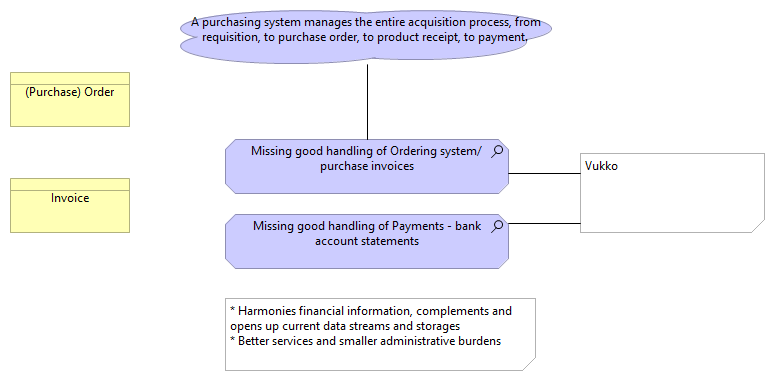 A purchasing system manages the entire acquisition process, from
requisition, to purchase order, to product receipt, to payment.
(Purchase) Order
Missing good handling of Ordering system/
purchase invoices
Vukko
Invoice
Missing good handling of Payments - bank
account statements
* Harmonies financial information, complements and
opens up current data streams and storages
* Better services and smaller administrative burdens